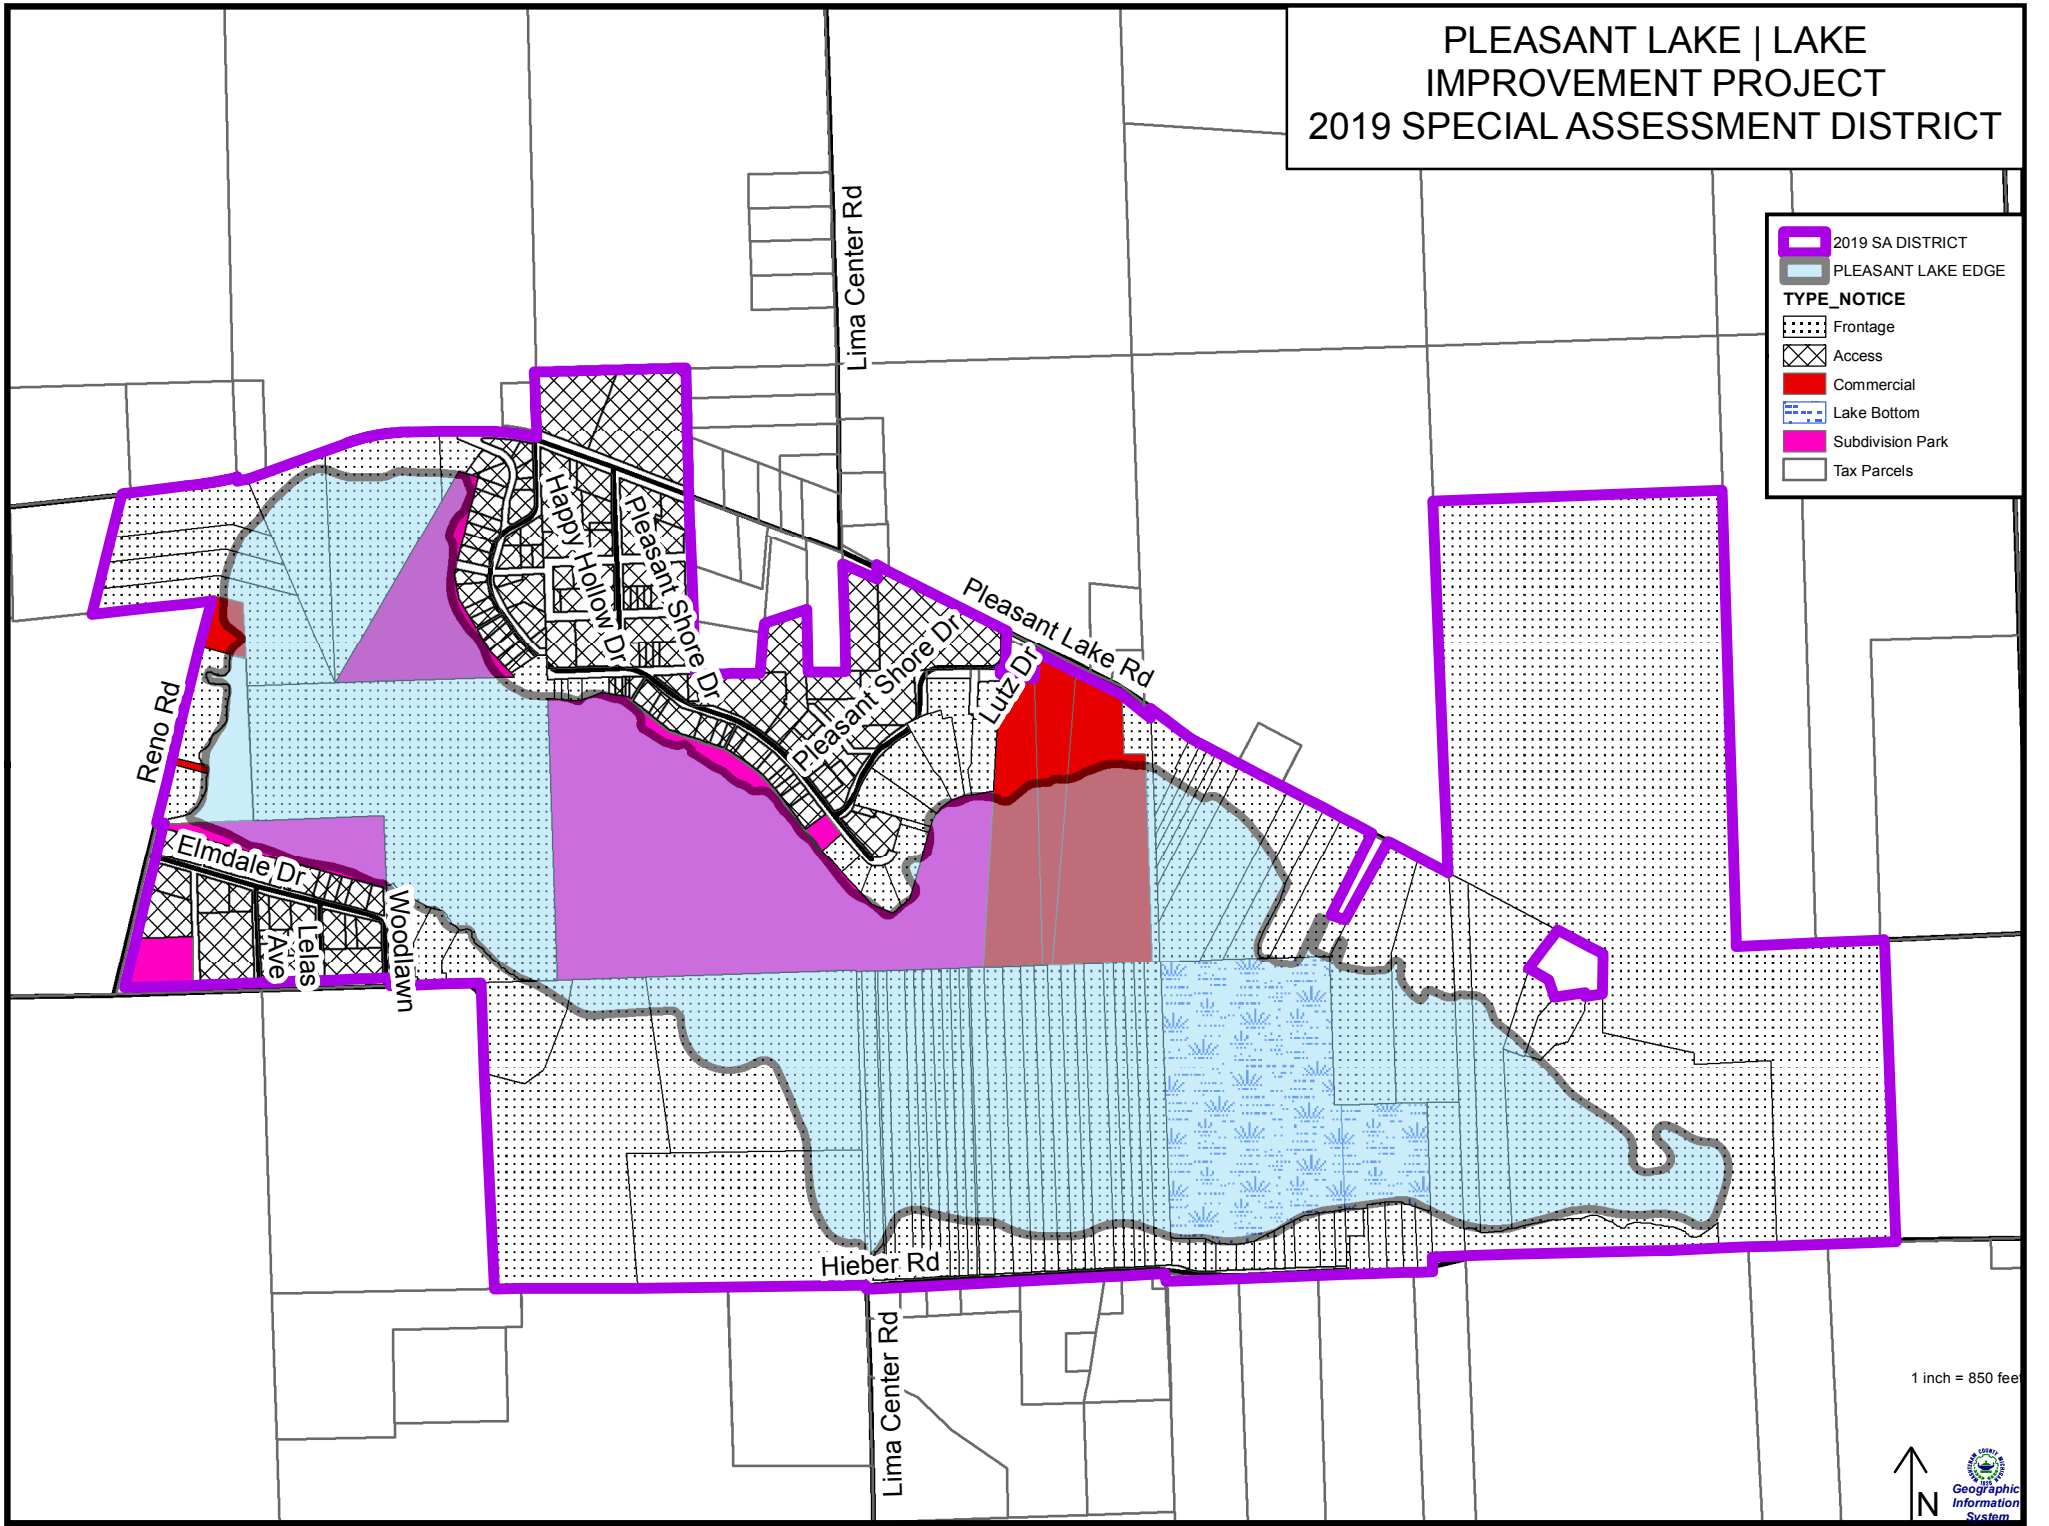 PLEASANT LAKE | LAKE
IMPROVEMENT PROJECT
2019 SPECIAL ASSESSMENT DISTRICT
2019 SA DISTRICT
PLEASANT LAKE EDGE
TYPE_NOTICE
Frontage
Access
Commercial
Lake Bottom
Subdivision Park
Tax Parcels
Lima Center Rd
Happy Hollow Dr
Pleasant Shore Dr
Pleasant Lake Rd
Pleasant Shore Dr
Lutz Dr
Reno Rd
Elmdale Dr
Lelas
Ave
Woodlawn
Hieber Rd
Lima Center Rd
1 inch = 850 feet
N
WASHTENAW COUNTY MICHIGAN
Geographic
Information
System